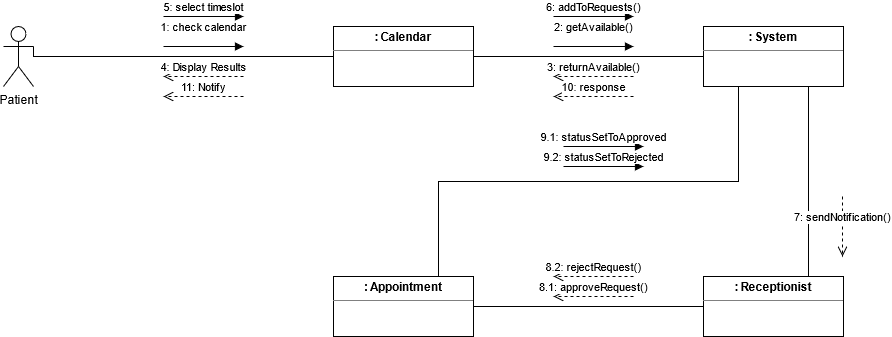 5: select timeslot
1: check calendar
4: Display Results
11: Notify
Patient
: Calendar
6: addToRequests()
2: getAvailable()
3: returnAvailable()
10: response
: System
9.1: statusSetToApproved
9.2: statusSetToRejected
7: sendNotification()
: Appointment
8.2: rejectRequest()
8.1: approveRequest()
: Receptionist